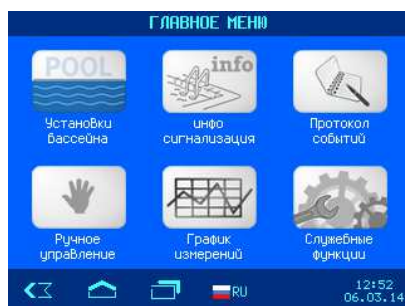 ГЛАВНОЕ МЕНЮ
POOL
info
Установки
бассейна
инфо
сигнализация
Протокол
событий
Ручное
управление
График
измерений
Служебные
функции
RU
12:52
06.03.14